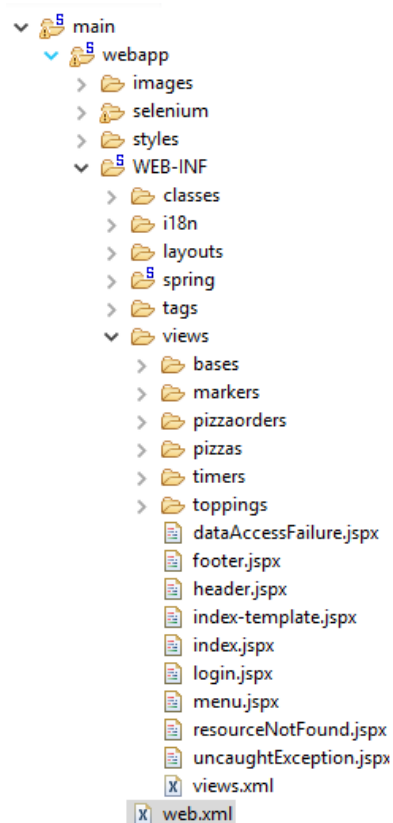 main
webapp
images
selenium
styles
WEB-INF
classes
i18n
layouts
spring
tags
views
bases
markers
pizzaorders
pizzas
timers
toppings
dataAccessFailure.jspx
footer.jspx
header.jspx
index-template.jspx
index.jspx
login.jspx
menu.jspx
resourceNotFound.jspx
uncaughtException.jspx
views.xml
web.xml